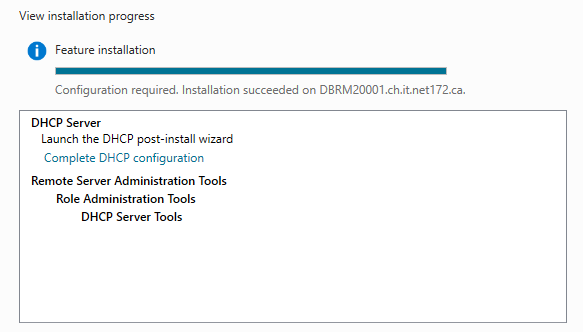 View installation progress
Feature installation
Configuration required. Installation succeeded on DBRM20001.ch.it.net172.ca.
DHCP Server
Launch the DHCP post-install wizard
Complete DHCP configuration
Remote Server Administration Tools
Role Administration Tools
DHCP Server Tools